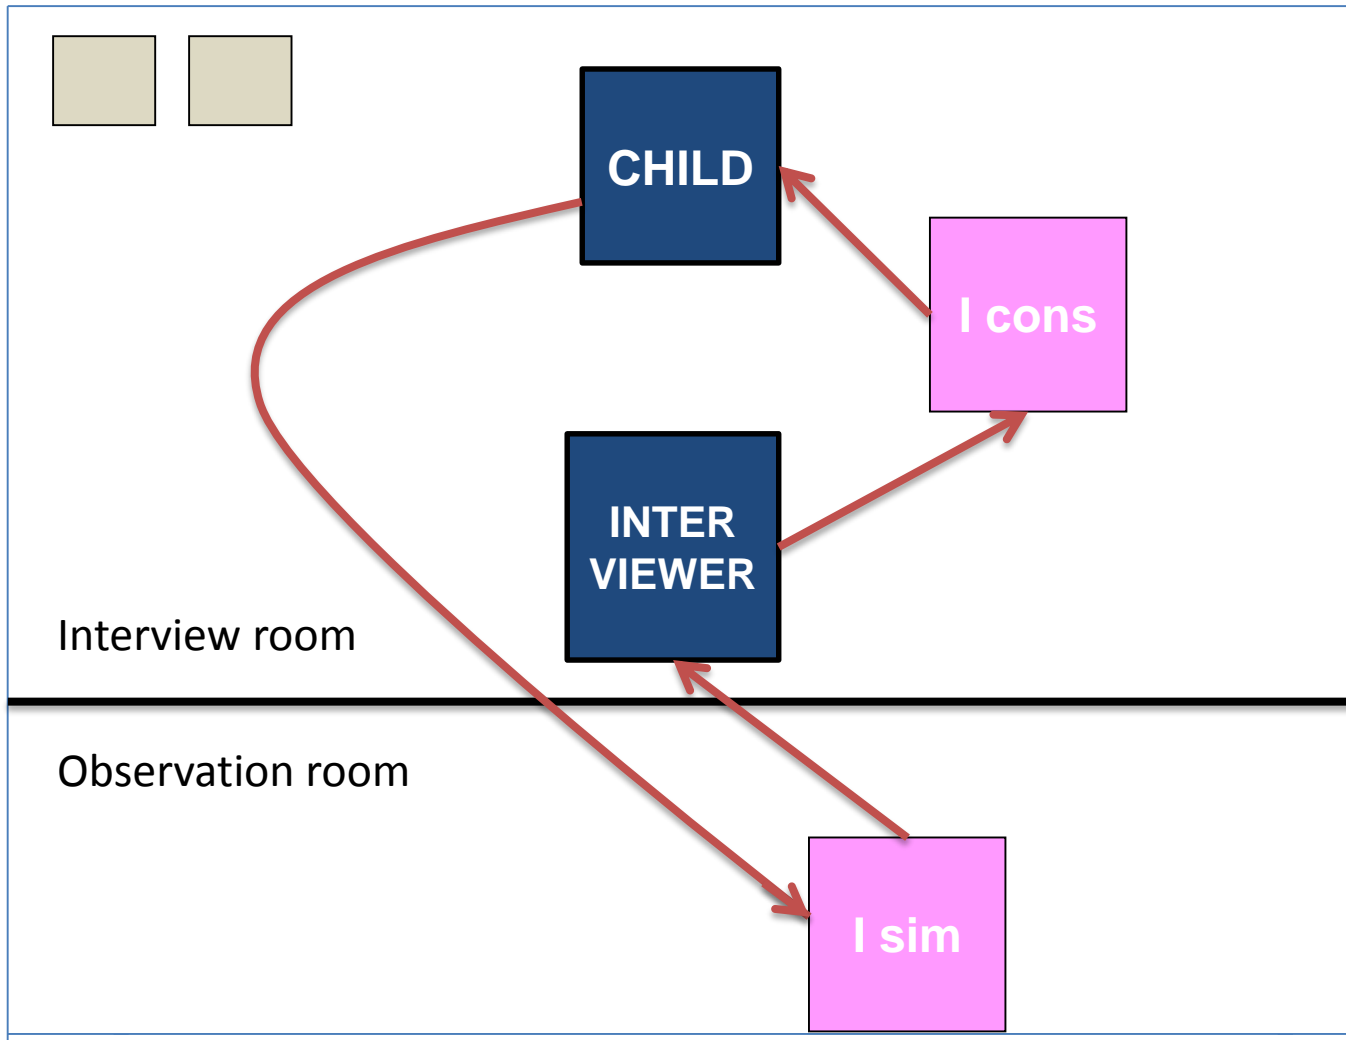 CHILD
I cons
INTER
VIEWER
Interview room
Observation room
I sim